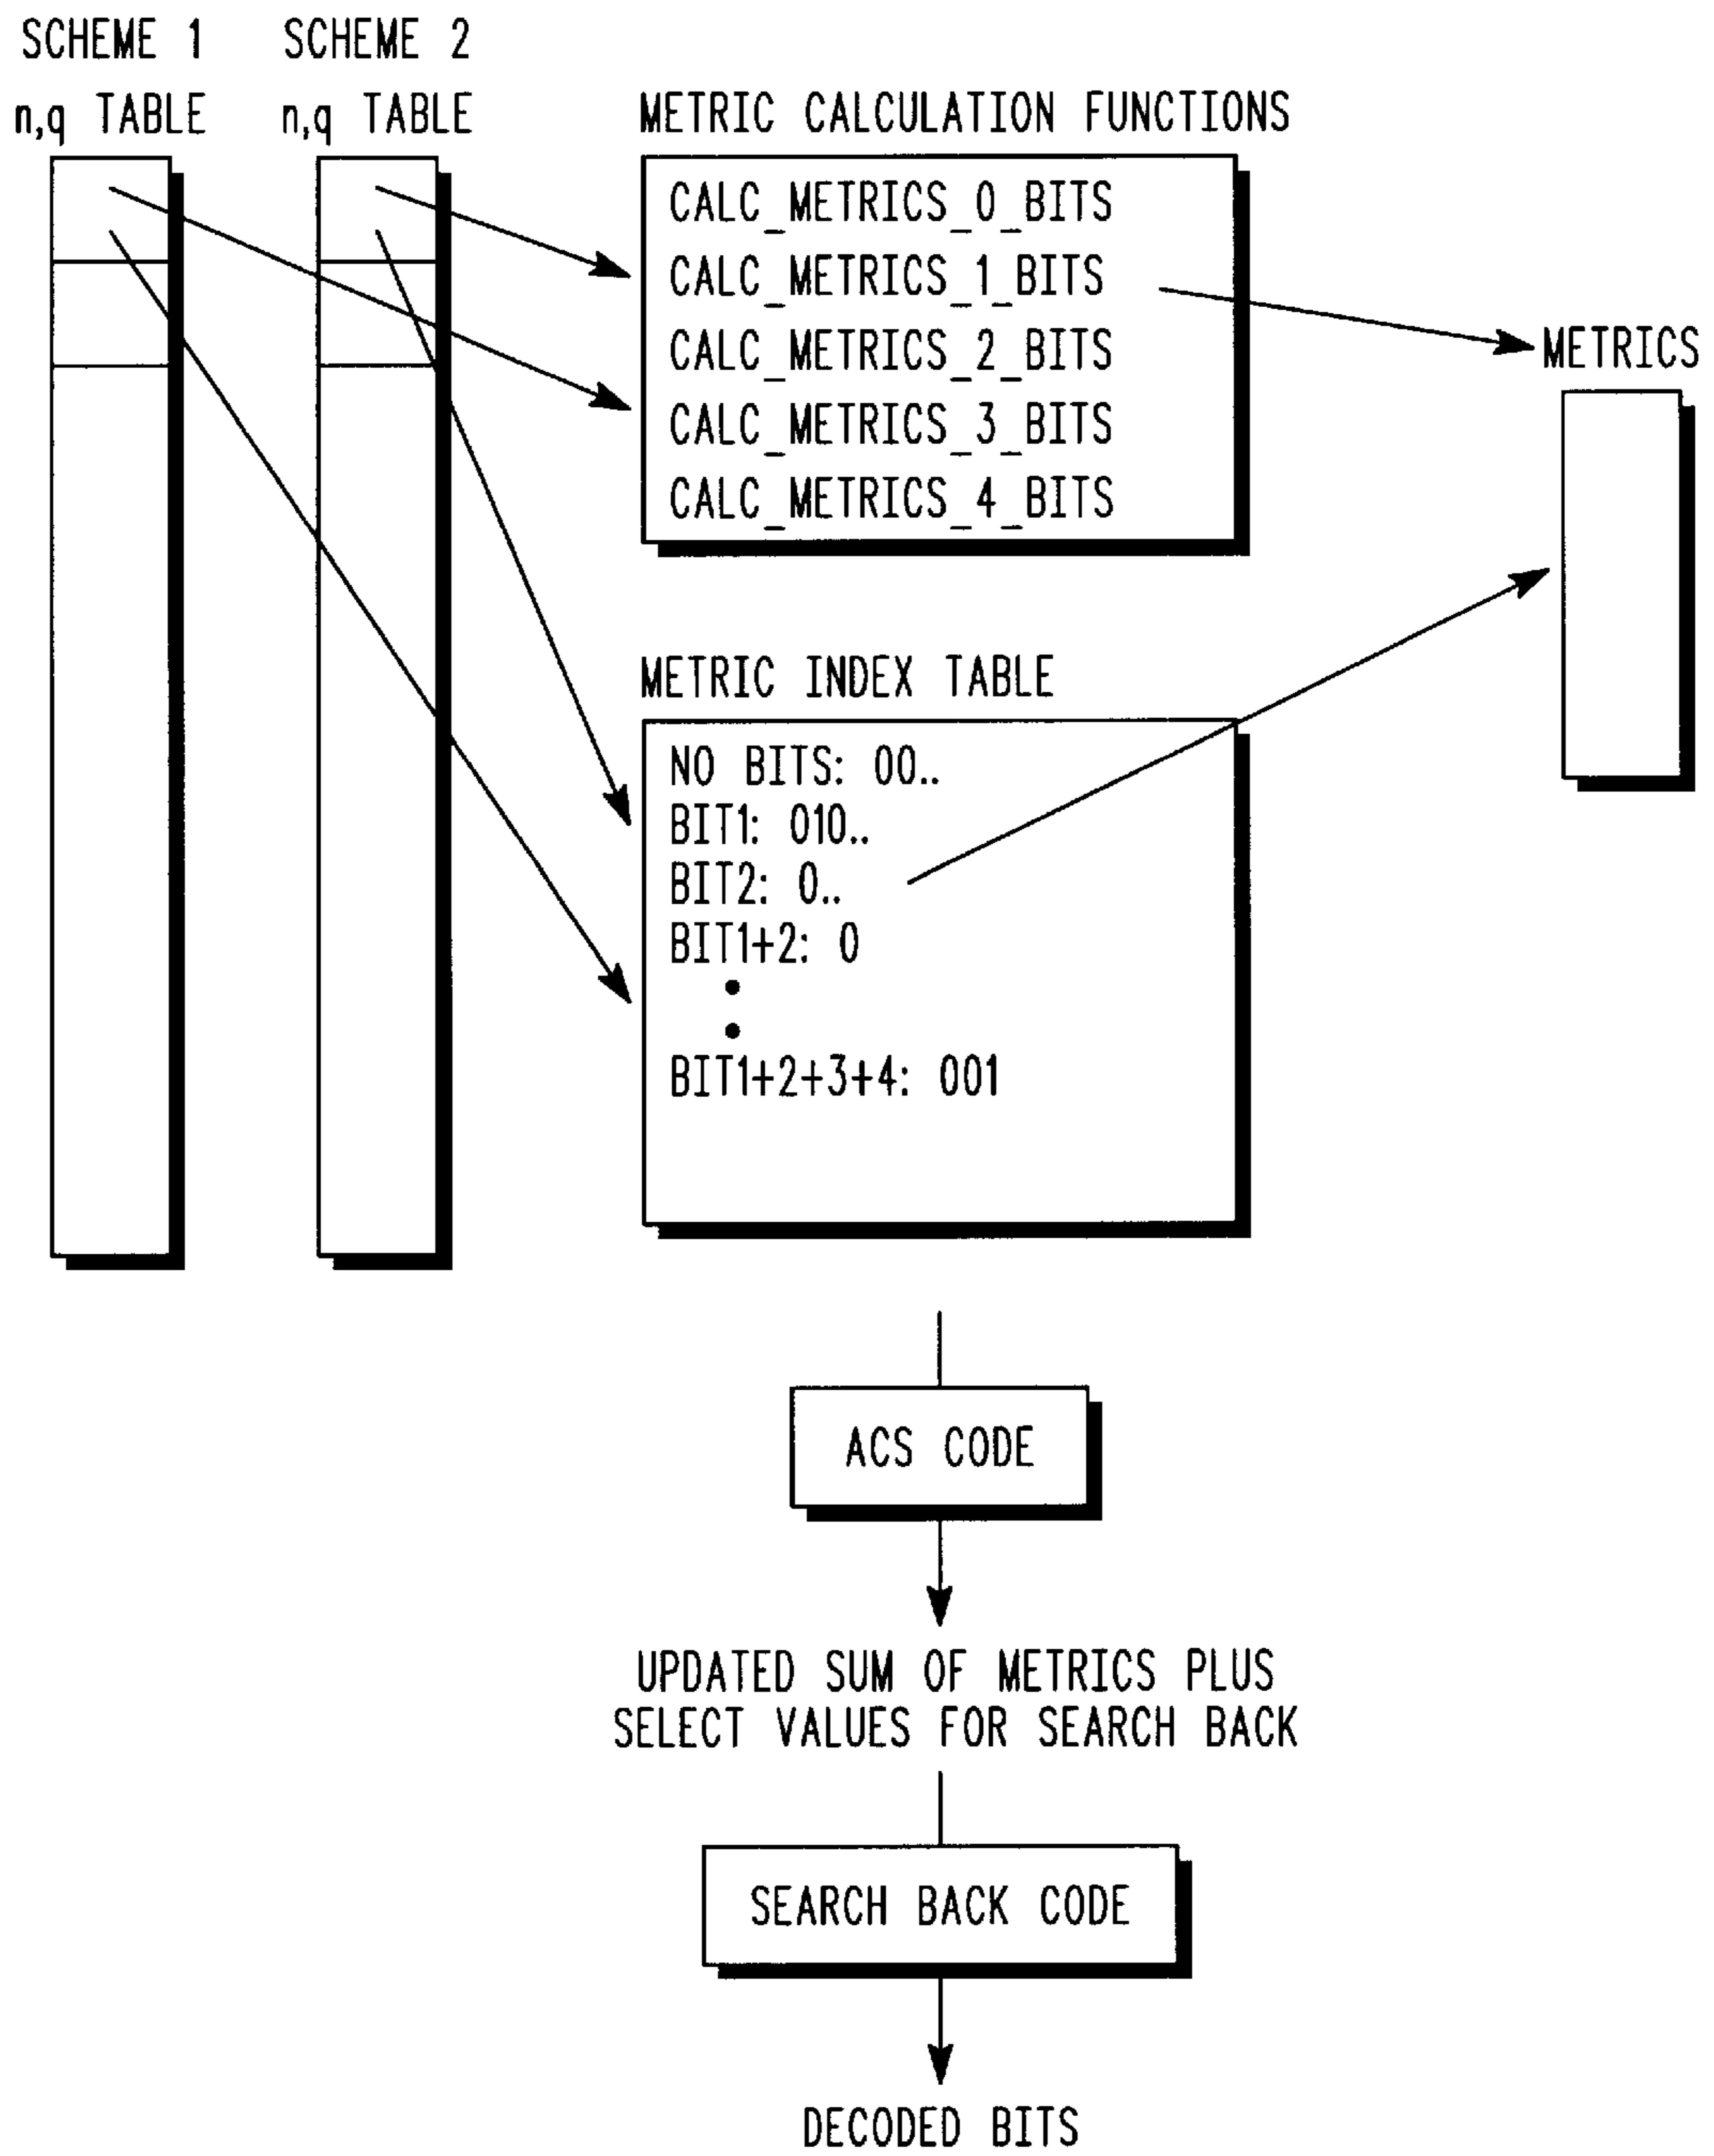 SCHEME 1
n,q TABLE
SCHEME 2
n,q TABLE
METRIC CALCULATION FUNCTIONS
CALC_METRICS_0_BITS
CALC_METRICS_1_BITS
CALC_METRICS_2_BITS
CALC_METRICS_3_BITS
CALC_METRICS_4_BITS
METRICS
METRIC INDEX TABLE
NO BITS: 00..
BIT1: 010..
BIT2: 0..
BIT1+2: 0
BIT1+2+3+4: 001
ACS CODE
UPDATED SUM OF METRICS PLUS
SELECT VALUES FOR SEARCH BACK
SEARCH BACK CODE
DECODED BITS